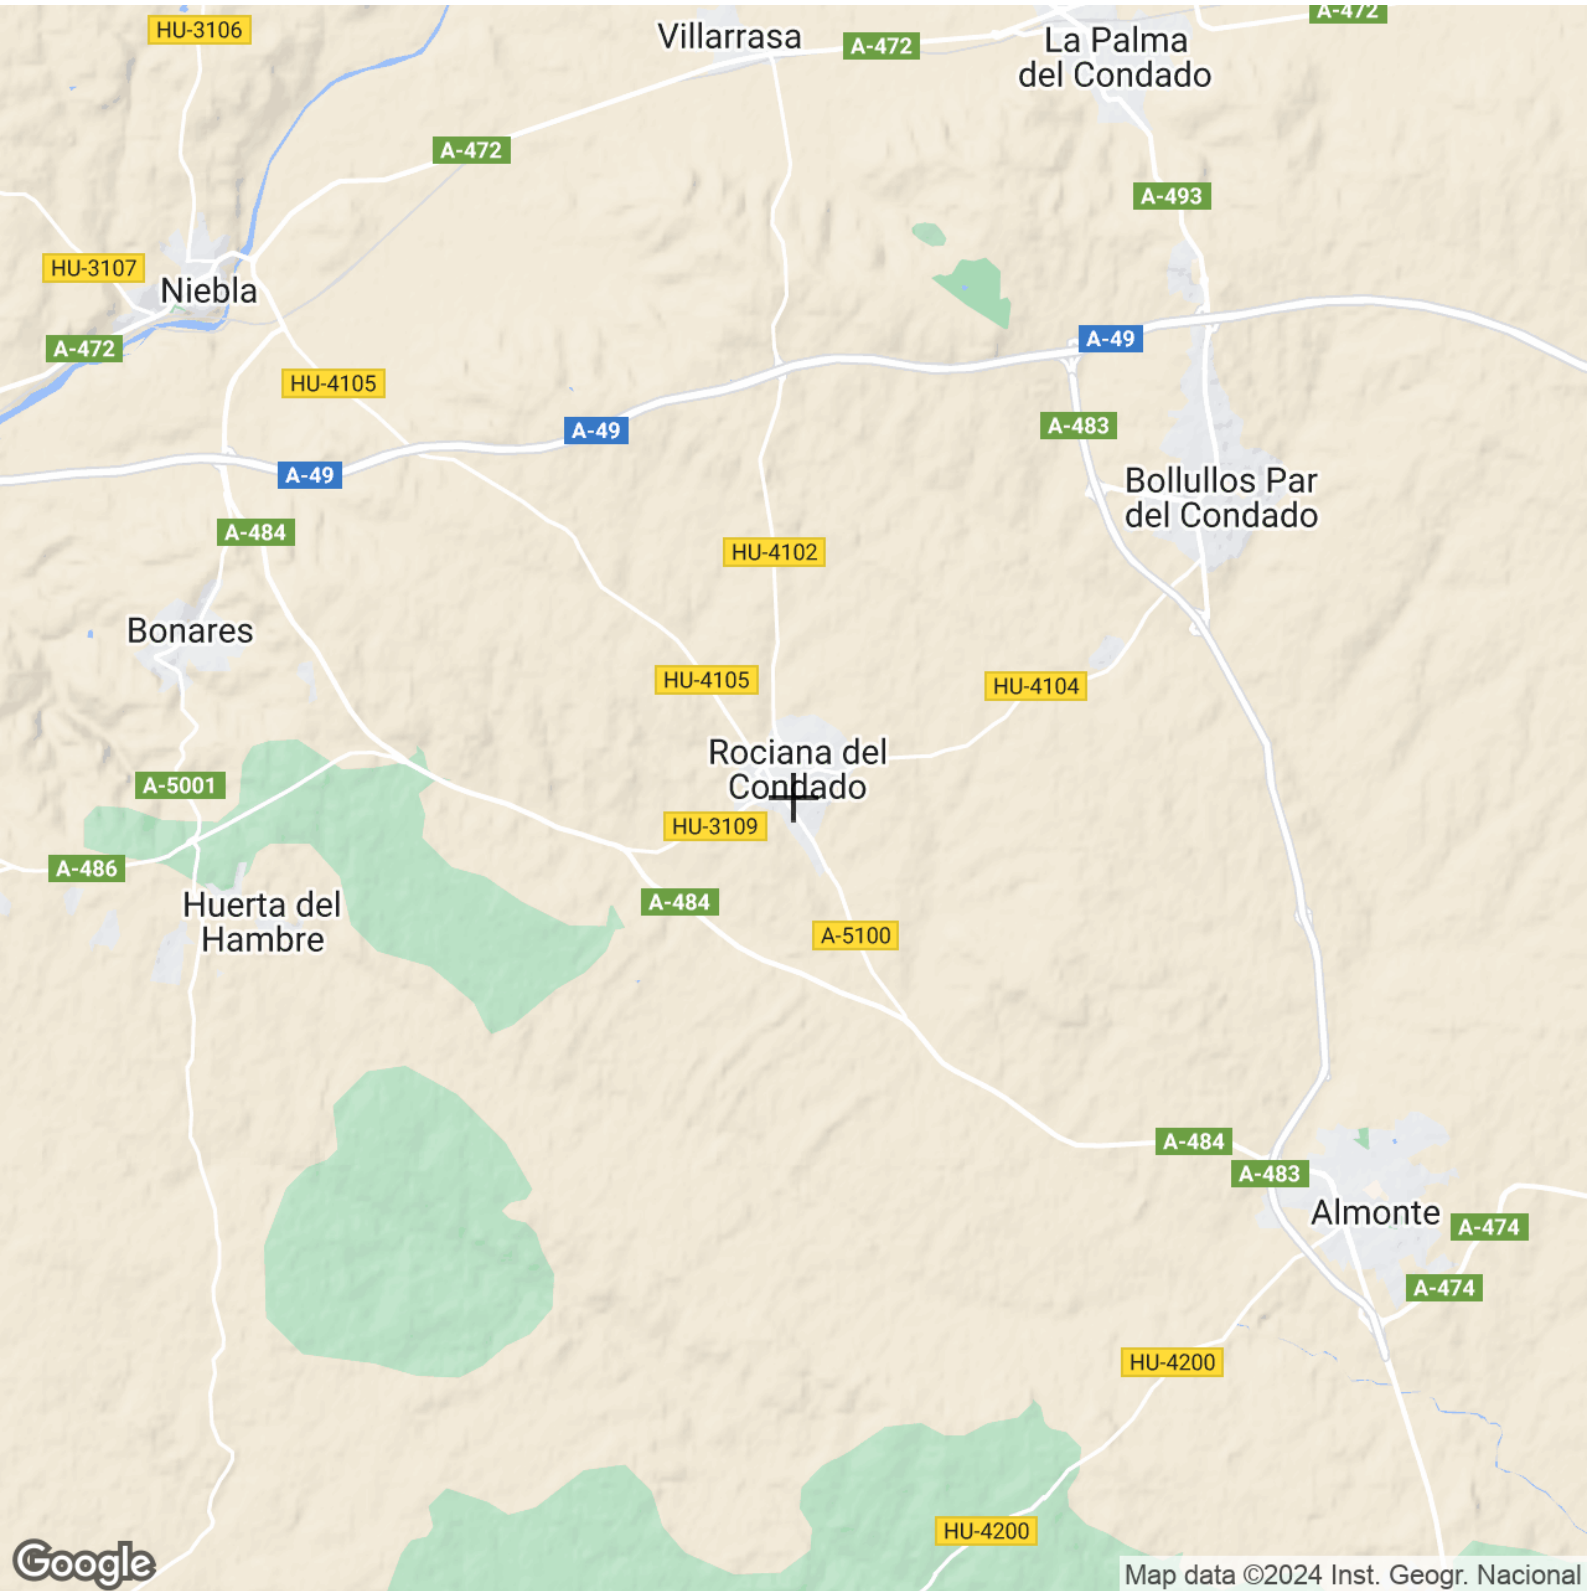 A-472
HU-3106
Villarrasa
A-472
La Palma
del Condado
A-472
A-493
HU-3107
Niebla
A-49
A-472
HU-4105
A-483
A-49
A-49
Bollullos Par
del Condado
A-484
HU-4102
Bonares
HU-4105
HU-4104
Rociana del
Condado
A-5001
HU-3109
A-486
Huerta del
Hambre
A-484
A-5100
A-484
A-483
Almonte
A-474
A-474
HU-4200
HU-4200
Google
Map data ©2024 Inst. Geogr. Nacional